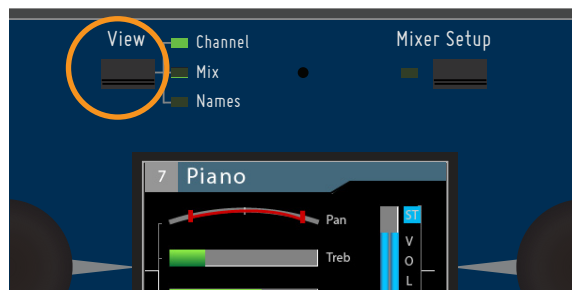 View
Channel
Mix
Names
Mixer Setup
7 Piano
Pan
ST
Treb
V
O
L